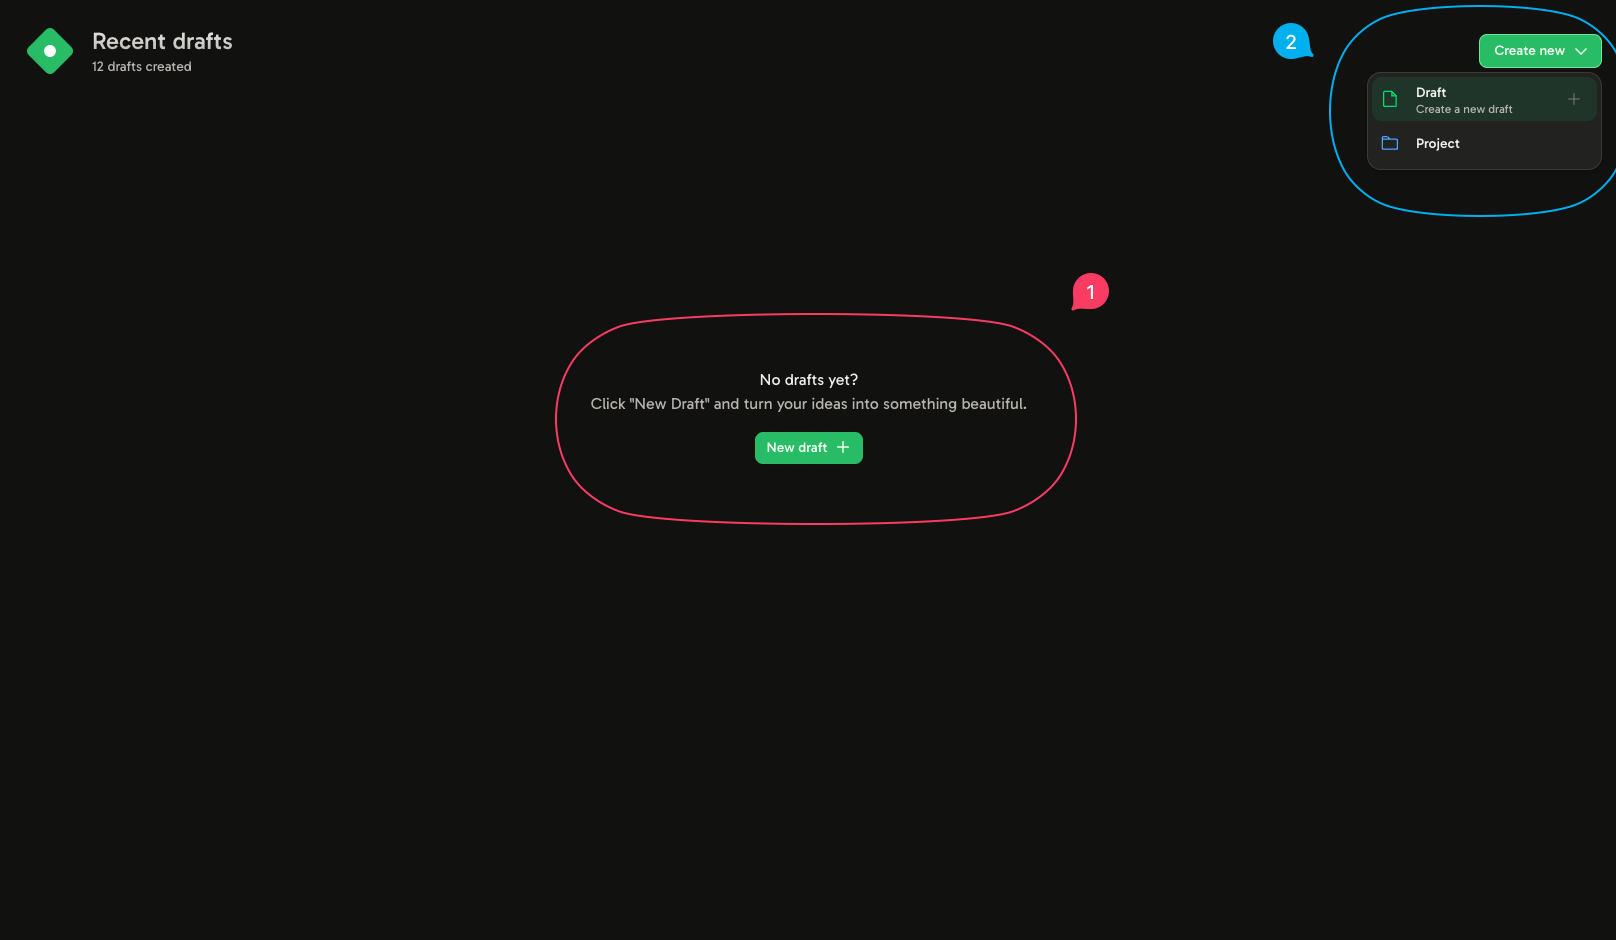 Recent drafts
12 drafts created
2
Create new
Draft
Create a new draft
Project
1
No drafts yet?
Click "New Draft" and turn your ideas into something beautiful.
New draft